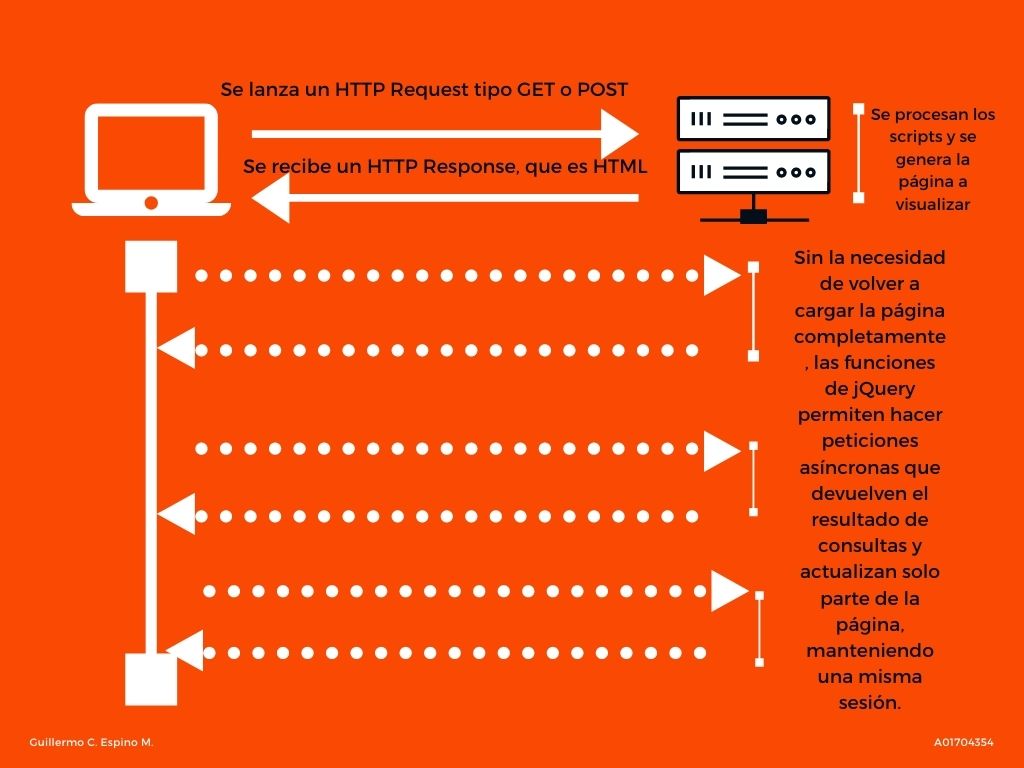 Se lanza un HTTP Request tipo GET o POST
Se recibe un HTTP Response, que es HTML
Se procesan los
scripts y se
genera la
página a
visualizar
Sin la necesidad
de volver a
cargar la página
completamente
, las funciones
de jQuery
permiten hacer
peticiones
asíncronas que
devuelven el
resultado de
consultas y
actualizan solo
parte de la
página,
manteniendo
una misma
sesión.
Guillermo C. Espino M.
A01704354